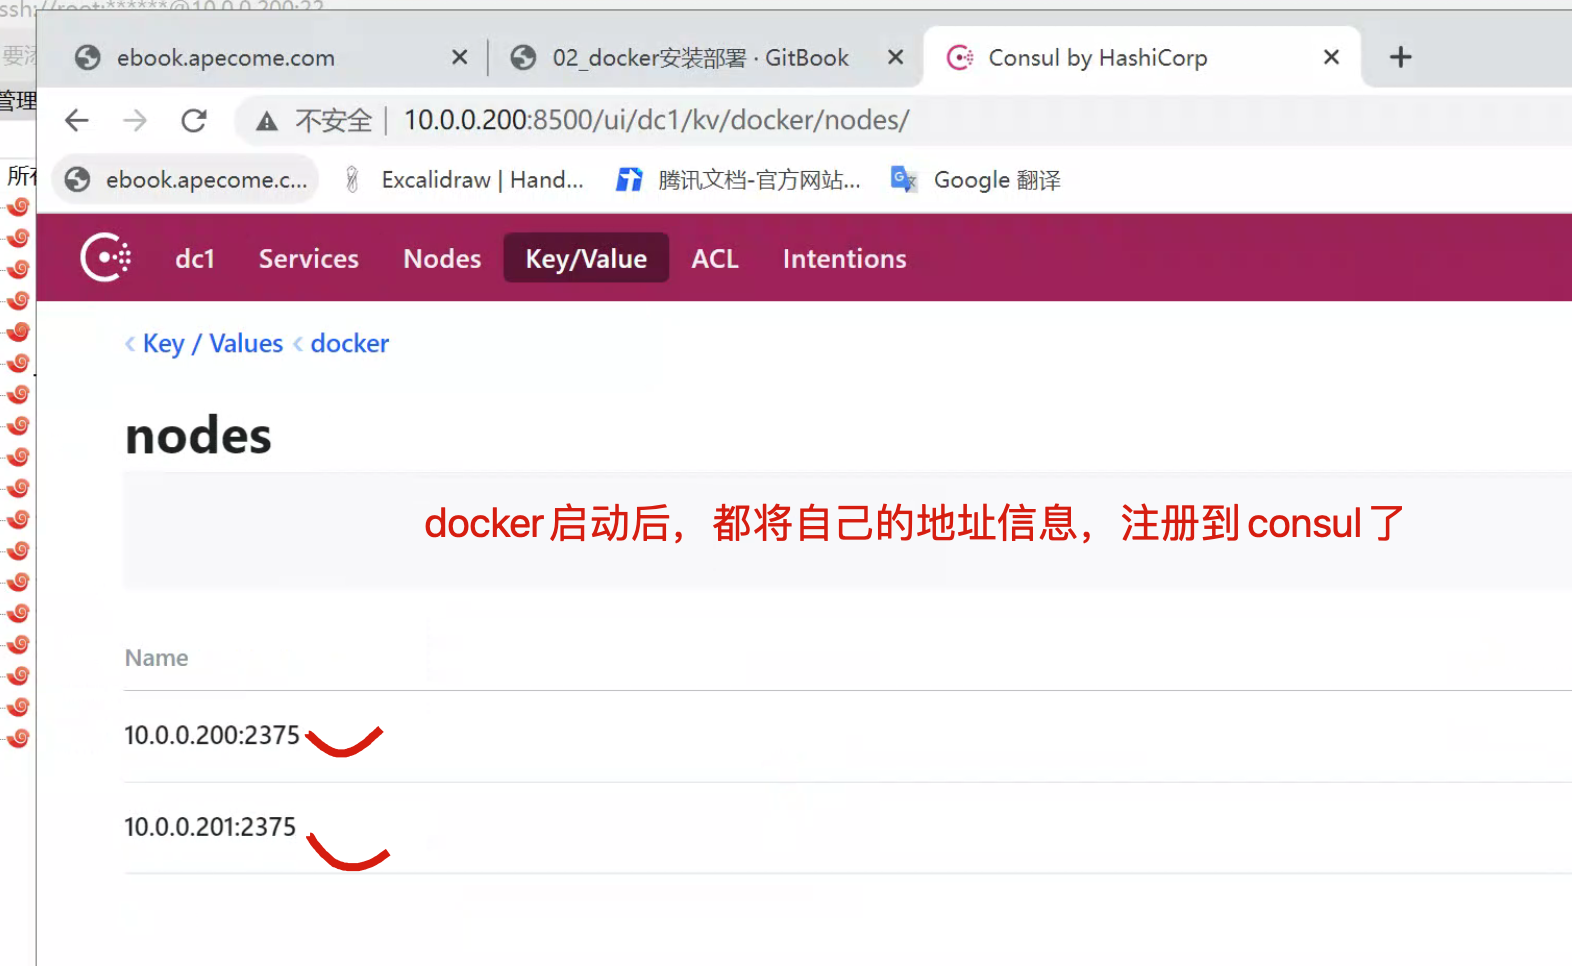 ssh://root:******@10.0.0.200:22
ebook.apecome.com
02_docker安装部署 · GitBook
Consul by HashiCorp
管理
不安全
10.0.0.200:8500/ui/dc1/kv/docker/nodes/
ebook.apecome.c...
Excalidraw | Hand...
腾讯文档-官方网站...
Google 翻译
dc1
Services
Nodes
Key/Value
ACL
Intentions
Key / Values
docker
nodes
docker启动后，都将自己的地址信息，注册到consul了
Name
10.0.0.200:2375
10.0.0.201:2375